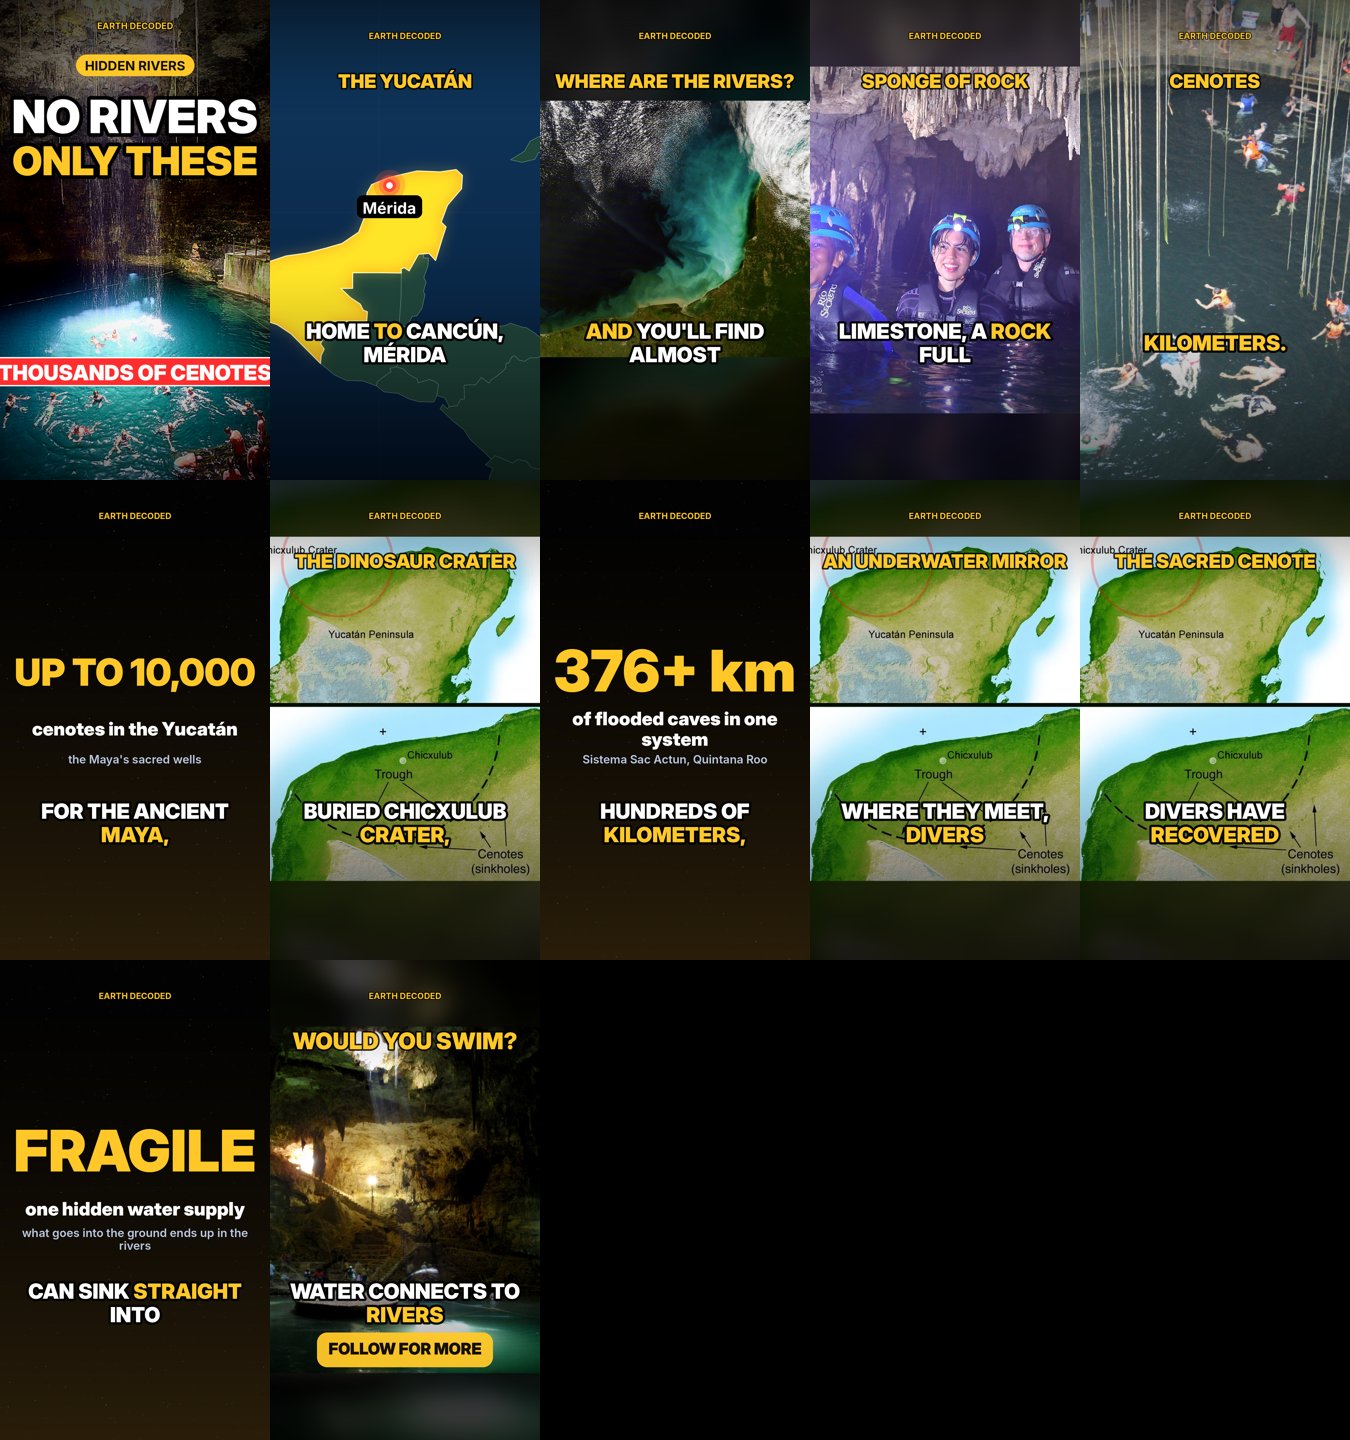 EARTH DECODED
HIDDEN RIVERS
NO RIVERS
ONLY THESE
THOUSANDS OF CENOTES
EARTH DECODED
THE YUCATÁN
Mérida
HOME TO CANCÚN,
MÉRIDA
EARTH DECODED
WHERE ARE THE RIVERS?
AND YOU'LL FIND
ALMOST
EARTH DECODED
SPONGE OF ROCK
RÍO
SECRETO
LIMESTONE, A ROCK
FULL
EARTH DECODED
CENOTES
KILOMETERS.
EARTH DECODED
UP TO 10,000
cenotes in the Yucatán
the Maya's sacred wells
FOR THE ANCIENT
MAYA,
EARTH DECODED
hicxulub Crater
THE DINOSAUR CRATER
Yucatán Peninsula
Chicxulub
Trough
BURIED CHICXULUB
CRATER,
Cenotes
(sinkholes)
EARTH DECODED
376+ km
of flooded caves in one
system
Sistema Sac Actun, Quintana Roo
HUNDREDS OF
KILOMETERS,
EARTH DECODED
hicxulub Crater
AN UNDERWATER MIRROR
Yucatán Peninsula
Chicxulub
Trough
WHERE THEY MEET,
DIVERS
Cenotes
(sinkholes)
EARTH DECODED
hicxulub Crater
THE SACRED CENOTE
Yucatán Peninsula
Chicxulub
Trough
DIVERS HAVE
RECOVERED
Cenotes
(sinkholes)
EARTH DECODED
FRAGILE
one hidden water supply
what goes into the ground ends up in the
rivers
CAN SINK STRAIGHT
INTO
EARTH DECODED
WOULD YOU SWIM?
WATER CONNECTS TO
RIVERS
FOLLOW FOR MORE